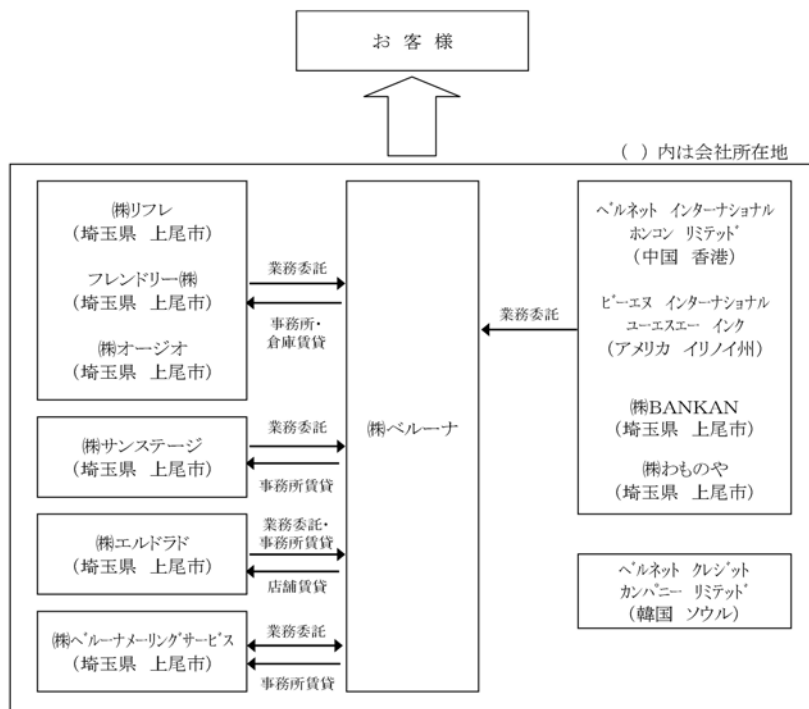 お 客 様
( ) 内は会社所在地
㈱リフレ
(埼玉県 上尾市)
フレンドリー㈱
(埼玉県 上尾市)
㈱オージオ
(埼玉県 上尾市)
業務委託
事務所・
倉庫賃貸
㈱サンステージ
(埼玉県 上尾市)
業務委託
事務所賃貸
㈱エルドラド
(埼玉県 上尾市)
業務委託・
事務所賃貸
店舗賃貸
㈱ベルーナメーリングサービス
(埼玉県 上尾市)
業務委託
事務所賃貸
㈱ベルーナ
業務委託
ベルネット インターナショナル
ホンコン リミテッド
(中国 香港)
ビーエヌ インターナショナル
ユーエスエー インク
(アメリカ イリノイ州)
㈱BANKAN
(埼玉県 上尾市)
㈱わものや
(埼玉県 上尾市)
ベルネット クレジット
カンパニー リミテッド
(韓国 ソウル)